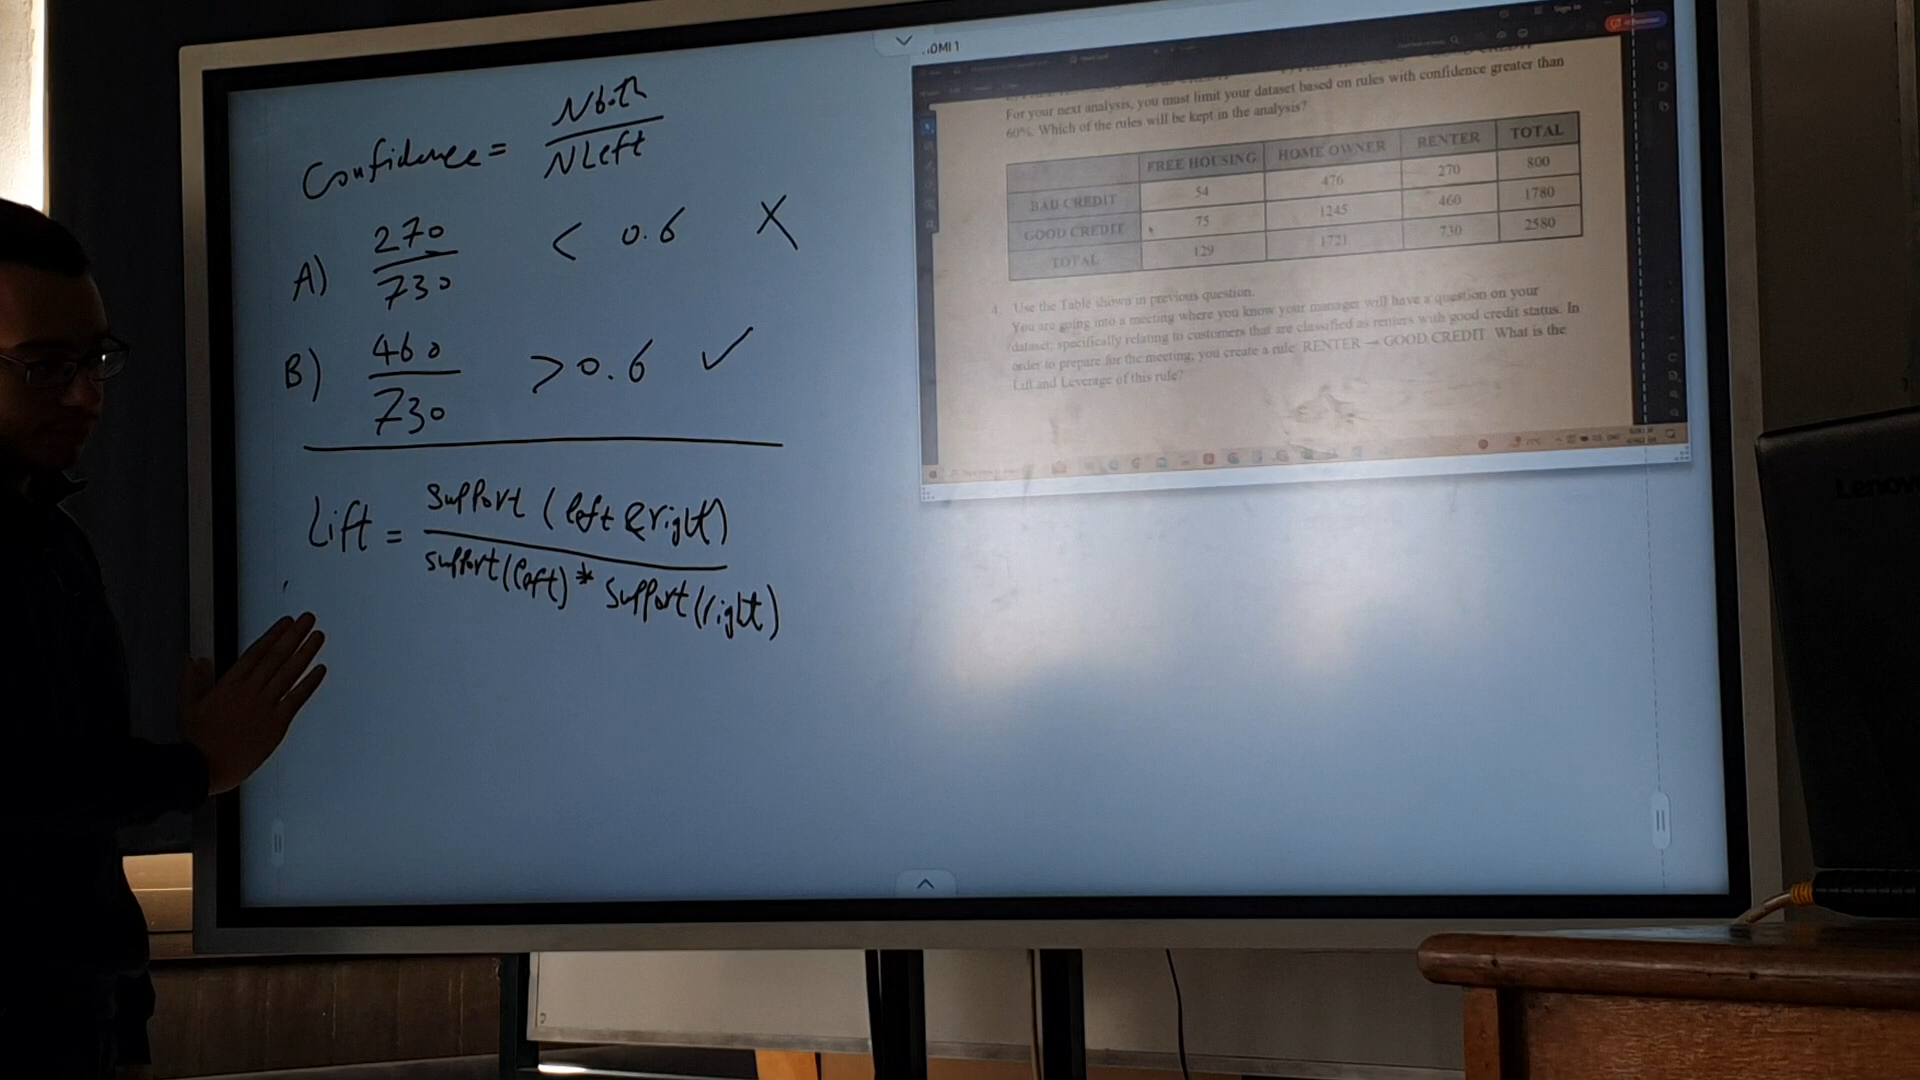 Confidence = Nboth / NLeft
A) 270 / 730 < 0.6 X
B) 460 / 730 > 0.6 ✓
Lift = Support (left & right) / support (left) * support (right)
OMI 1
Sign in
For your next analysis, you must limit your dataset based on rules with confidence greater than
60%. Which of the rules will be kept in the analysis?
FREE HOUSING HOME OWNER RENTER TOTAL
BAD CREDIT 54 476 270 800
GOOD CREDIT 75 1245 460 1780
TOTAL 129 1721 730 2580
4. Use the Table shown in previous question.
You are going into a meeting where you know your manager will have a question on your
dataset; specifically relating to customers that are classified as renters with good credit status. In
order to prepare for the meeting, you create a rule: RENTER → GOOD CREDIT. What is the
Lift and Leverage of this rule?
Lenovo